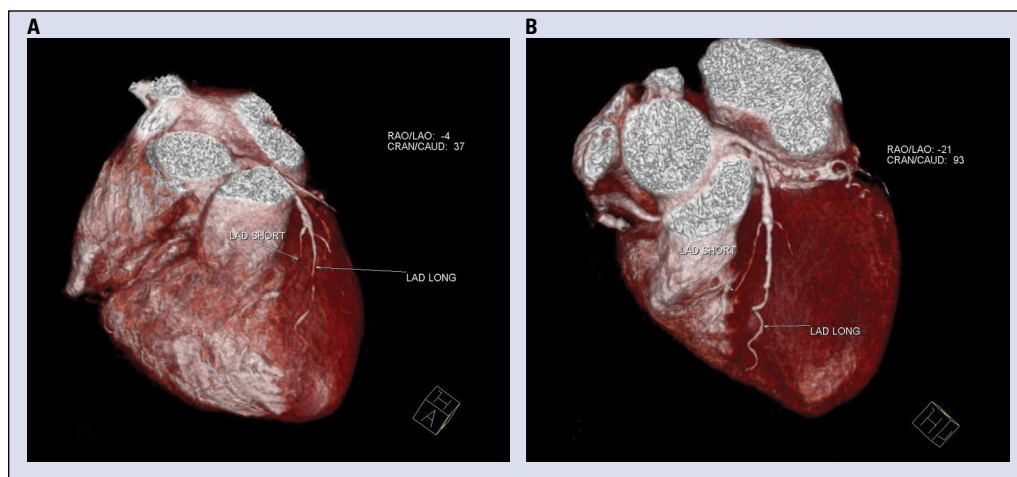 A
RAO/LAO: -4
CRAN/CAUD: 37
LAD SHORT
LAD LONG
B
RAO/LAO: -21
CRAN/CAUD: 93
LAD SHORT
LAD LONG